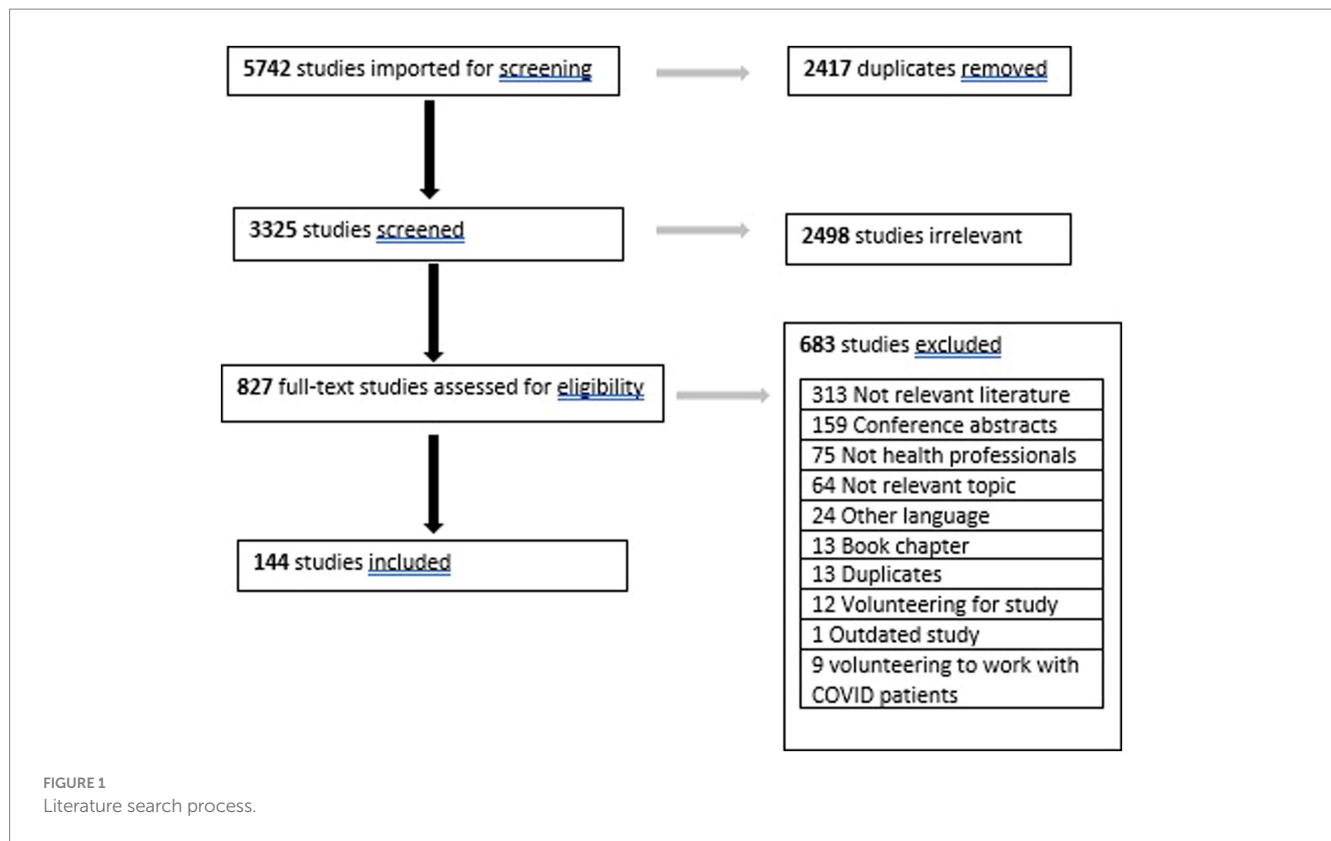 5742 studies imported for screening
2417 duplicates removed
3325 studies screened
2498 studies irrelevant
827 full-text studies assessed for eligibility
683 studies excluded
313 Not relevant literature
159 Conference abstracts
75 Not health professionals
64 Not relevant topic
24 Other language
13 Book chapter
13 Duplicates
12 Volunteering for study
1 Outdated study
9 volunteering to work with
COVID patients
144 studies included
FIGURE 1
Literature search process.